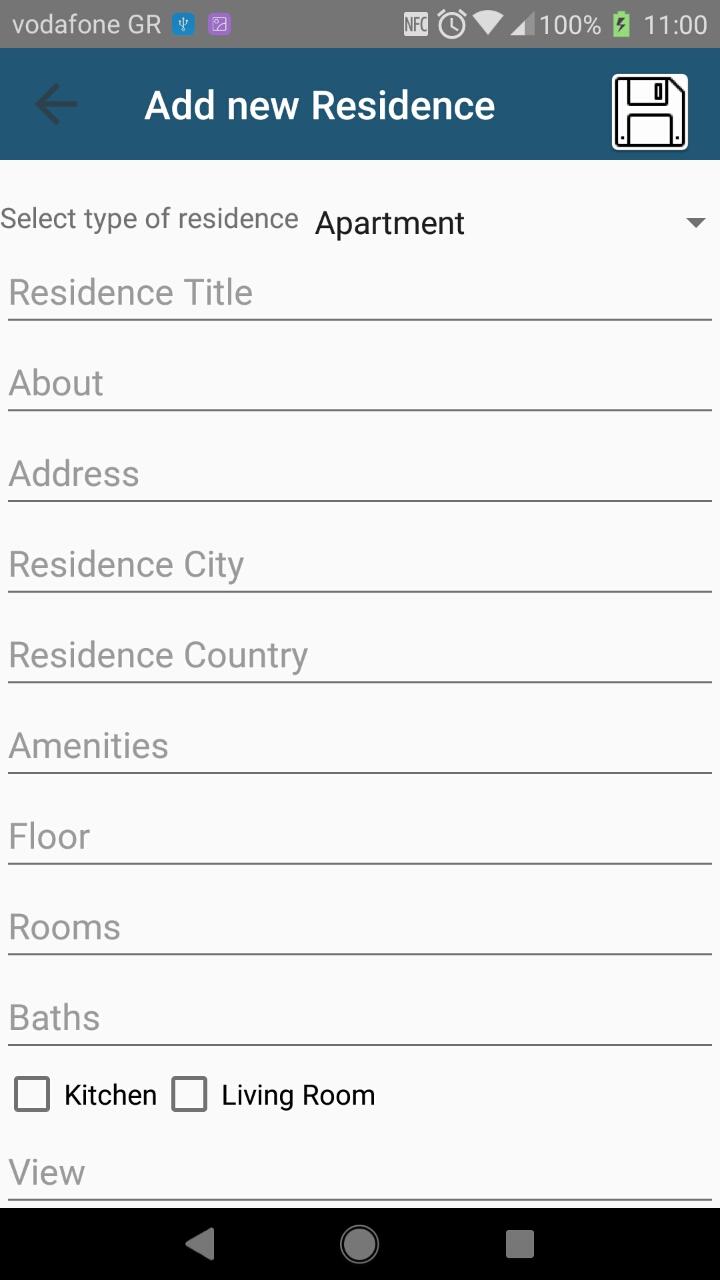 vodafone GR NFC 100% 11:00
Add new Residence
Select type of residence Apartment
Residence Title
About
Address
Residence City
Residence Country
Amenities
Floor
Rooms
Baths
Kitchen Living Room
View